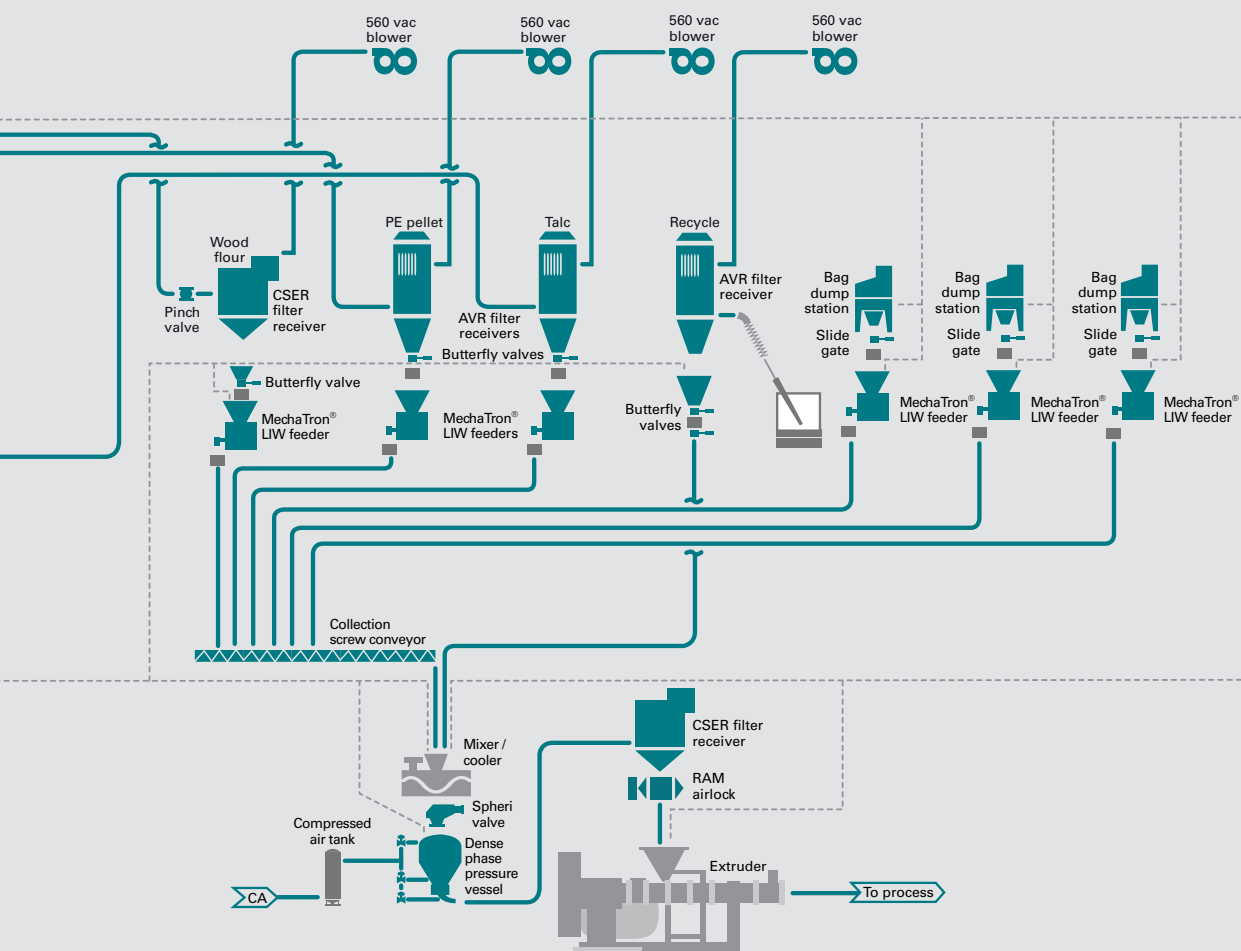 560 vac
blower
560 vac
blower
560 vac
blower
560 vac
blower
PE pellet
Talc
Recycle
Wood
flour
CSER
filter
receiver
Pinch
valve
AVR filter
receivers
Butterfly valves
AVR filter
receiver
Bag
dump
station
Slide
gate
Bag
dump
station
Slide
gate
Bag
dump
station
Slide
gate
Butterfly valve
MechaTron®
LIW feeder
MechaTron®
LIW feeders
Butterfly
valves
MechaTron®
LIW feeder
MechaTron®
LIW feeder
MechaTron®
LIW feeder
Collection
screw conveyor
Mixer /
cooler
CSER filter
receiver
RAM
airlock
Spheri
valve
Compressed
air tank
Dense
phase
pressure
vessel
Extruder
CA
To process